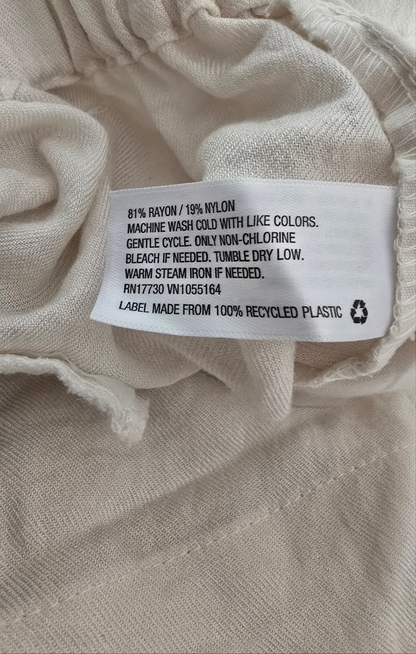 81% RAYON / 19% NYLON
MACHINE WASH COLD WITH LIKE COLORS.
GENTLE CYCLE. ONLY NON-CHLORINE
BLEACH IF NEEDED. TUMBLE DRY LOW.
WARM STEAM IRON IF NEEDED.
RN17730 VN1055164
LABEL MADE FROM 100% RECYCLED PLASTIC